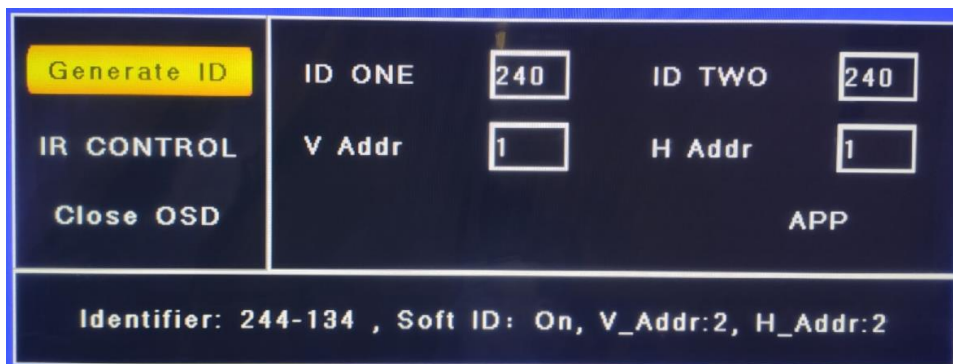 Generate ID
IR CONTROL
Close OSD
ID ONE 240 ID TWO 240
V Addr 1 H Addr 1
APP
Identifier: 244-134 , Soft ID: On, V_Addr:2, H_Addr:2